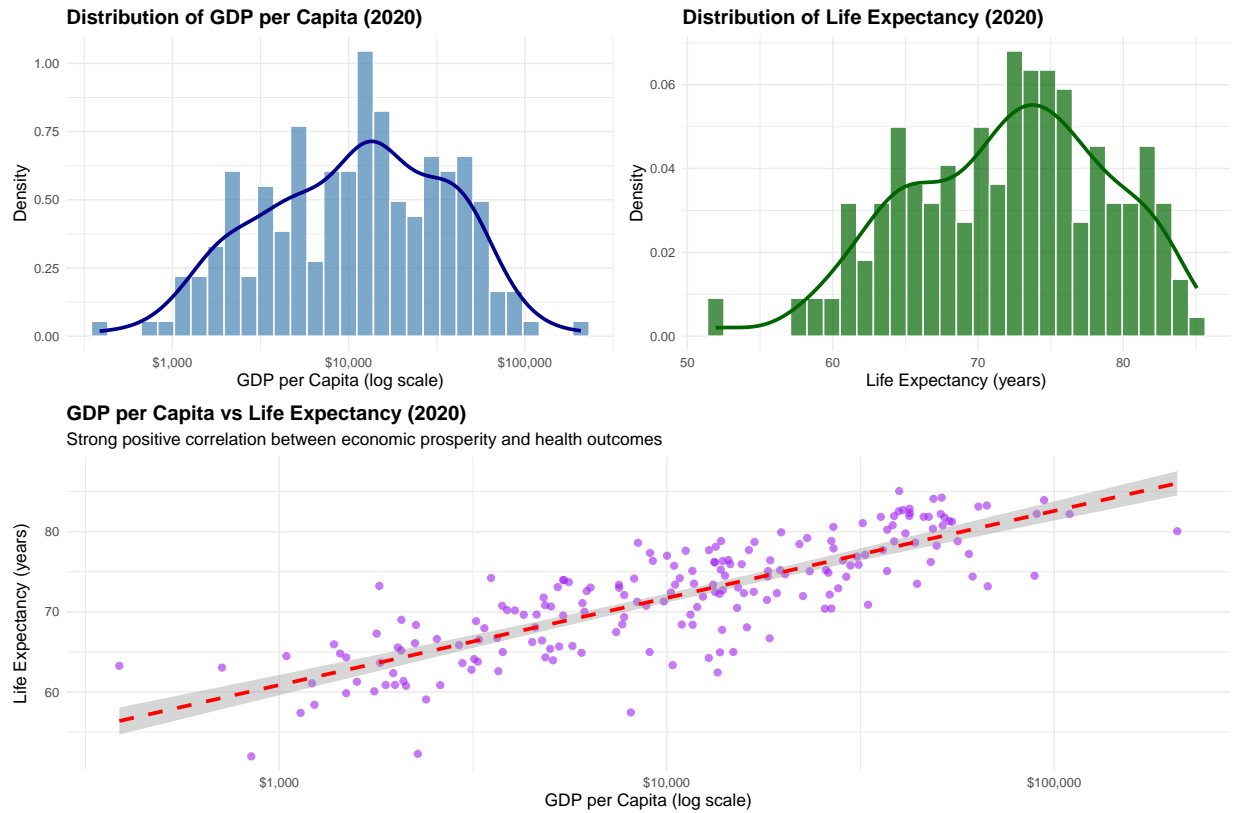 Distribution of GDP per Capita (2020)
Density
1.00
0.75
0.50
0.25
0.00
$1,000
$10,000
$100,000
GDP per Capita (log scale)
Distribution of Life Expectancy (2020)
Density
0.06
0.04
0.02
0.00
50
60
70
80
Life Expectancy (years)
GDP per Capita vs Life Expectancy (2020)
Strong positive correlation between economic prosperity and health outcomes
Life Expectancy (years)
80
70
60
$1,000
$10,000
$100,000
GDP per Capita (log scale)